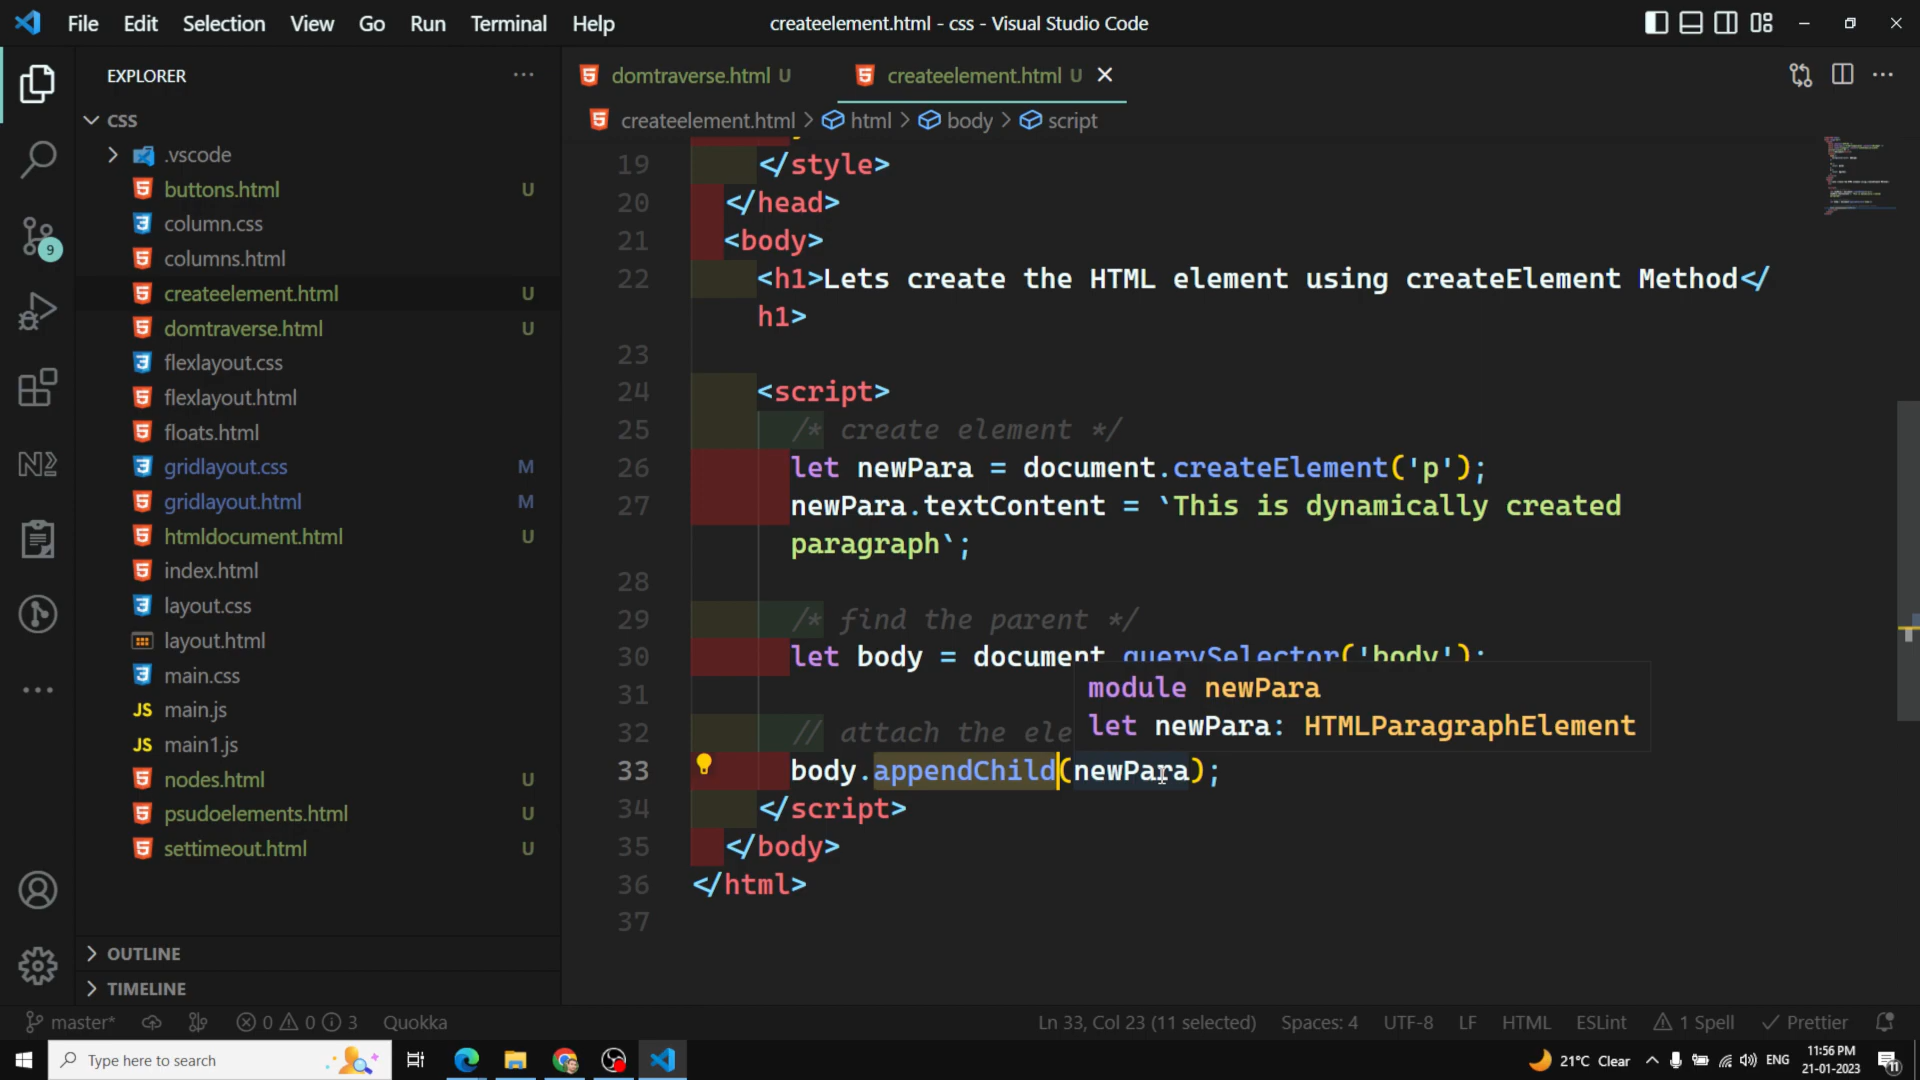 File Edit Selection View Go Run Terminal Help
createelement.html - css - Visual Studio Code
EXPLORER
CSS
.vscode
buttons.html U
column.css
columns.html
createelement.html U
domtraverse.html U
flexlayout.css
flexlayout.html
floats.html
gridlayout.css M
gridlayout.html M
htmldocument.html U
index.html
layout.css
layout.html
main.css
JS main.js
JS main1.js
nodes.html U
psudoelements.html U
settimeout.html U
OUTLINE
TIMELINE
9
domtraverse.html U createelement.html U
createelement.html > html > body > script
19 </style>
20 </head>
21 <body>
22 <h1>Lets create the HTML element using createElement Method</
h1>
23
24 <script>
25 /* create element */
26 let newPara = document.createElement('p');
27 newPara.textContent = `This is dynamically created
paragraph`;
28
29 /* find the parent */
30 let body = document.querySelector('body');
31
module newPara
let newPara: HTMLParagraphElement
32 // attach the ele
33 body.appendChild(newPara);
34 </script>
35 </body>
36 </html>
37
master* 0 0 3 Quokka
Ln 33, Col 23 (11 selected) Spaces: 4 UTF-8 LF HTML ESLint 1 Spell Prettier
Type here to search
21°C Clear ENG 11:56 PM
21-01-2023
11